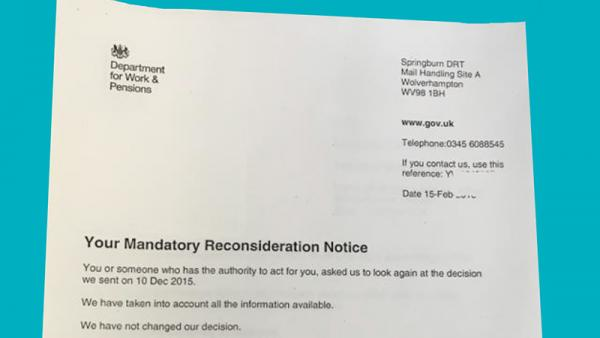 Department
for Work &
Pensions
Springburn DRT
Mail Handling Site A
Wolverhampton
WV98 1BH
www.gov.uk
Telephone:0345 6088545
If you contact us, use this
reference:
Date 15-Feb
Your Mandatory Reconsideration Notice
You or someone who has the authority to act for you, asked us to look again at the decision
we sent on 10 Dec 2015.
We have taken into account all the information available.
We have not changed our decision.